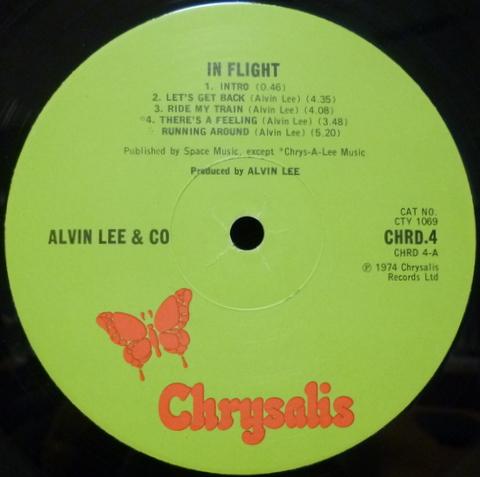 IN FLIGHT
1. INTRO (0.46)
2. LET'S GET BACK (Alvin Lee) (4.35)
3. RIDE MY TRAIN (Alvin Lee) (4.08)
*4. THERE'S A FEELING (Alvin Lee) (3.48)
RUNNING AROUND (Alvin Lee) (5.20)
Published by Space Music, except *Chrys-A-Lee Music
Produced by ALVIN LEE
ALVIN LEE & CO
CAT NO.
CTY 1069
CHRD.4
CHRD 4-A
℗ 1974 Chrysalis
Records Ltd
Chrysalis